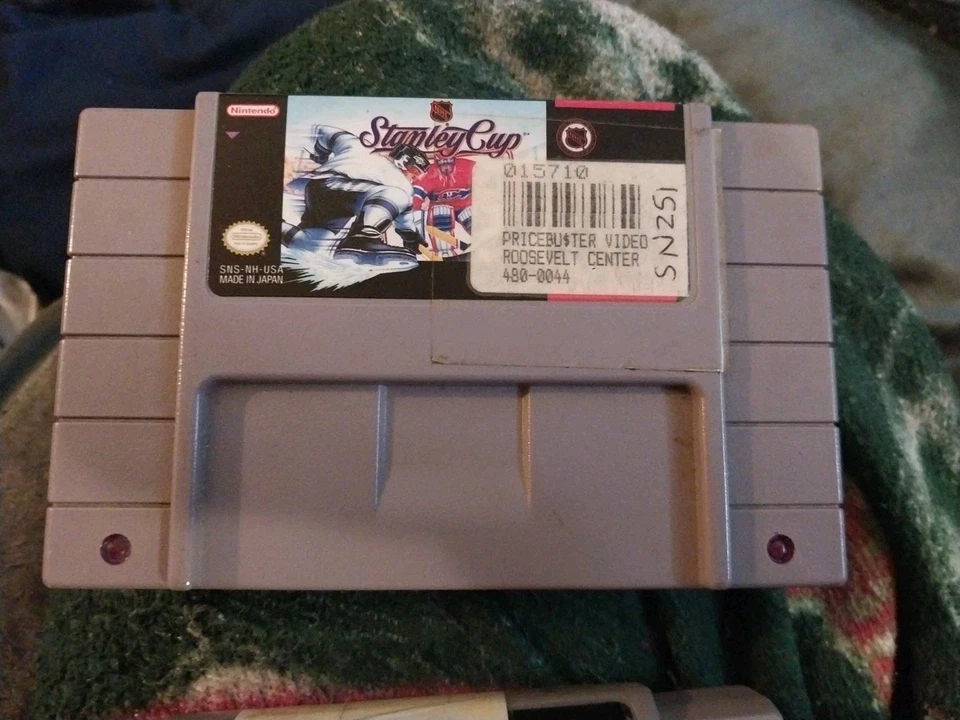 Nintendo
Stanley Cup
015710
PRICEBU$TER VIDEO
ROOSEVELT CENTER
480-0044
SN251
SNS-NH-USA
MADE IN JAPAN